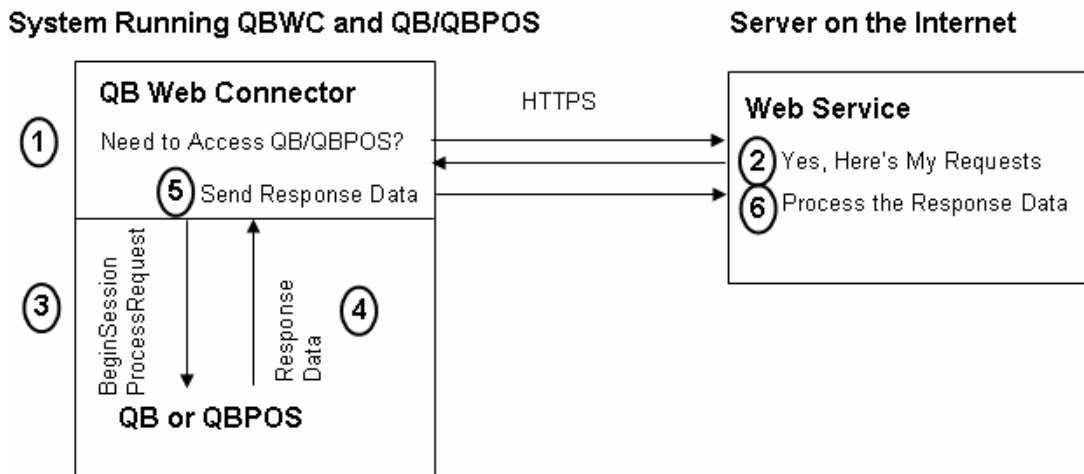 System Running QBWC and QB/QBPOS
Server on the Internet
QB Web Connector
HTTPS
Web Service
1
Need to Access QB/QBPOS?
2
Yes, Here's My Requests
5
Send Response Data
6
Process the Response Data
3
BeginSession
ProcessRequest
Response
Data
4
QB or QBPOS